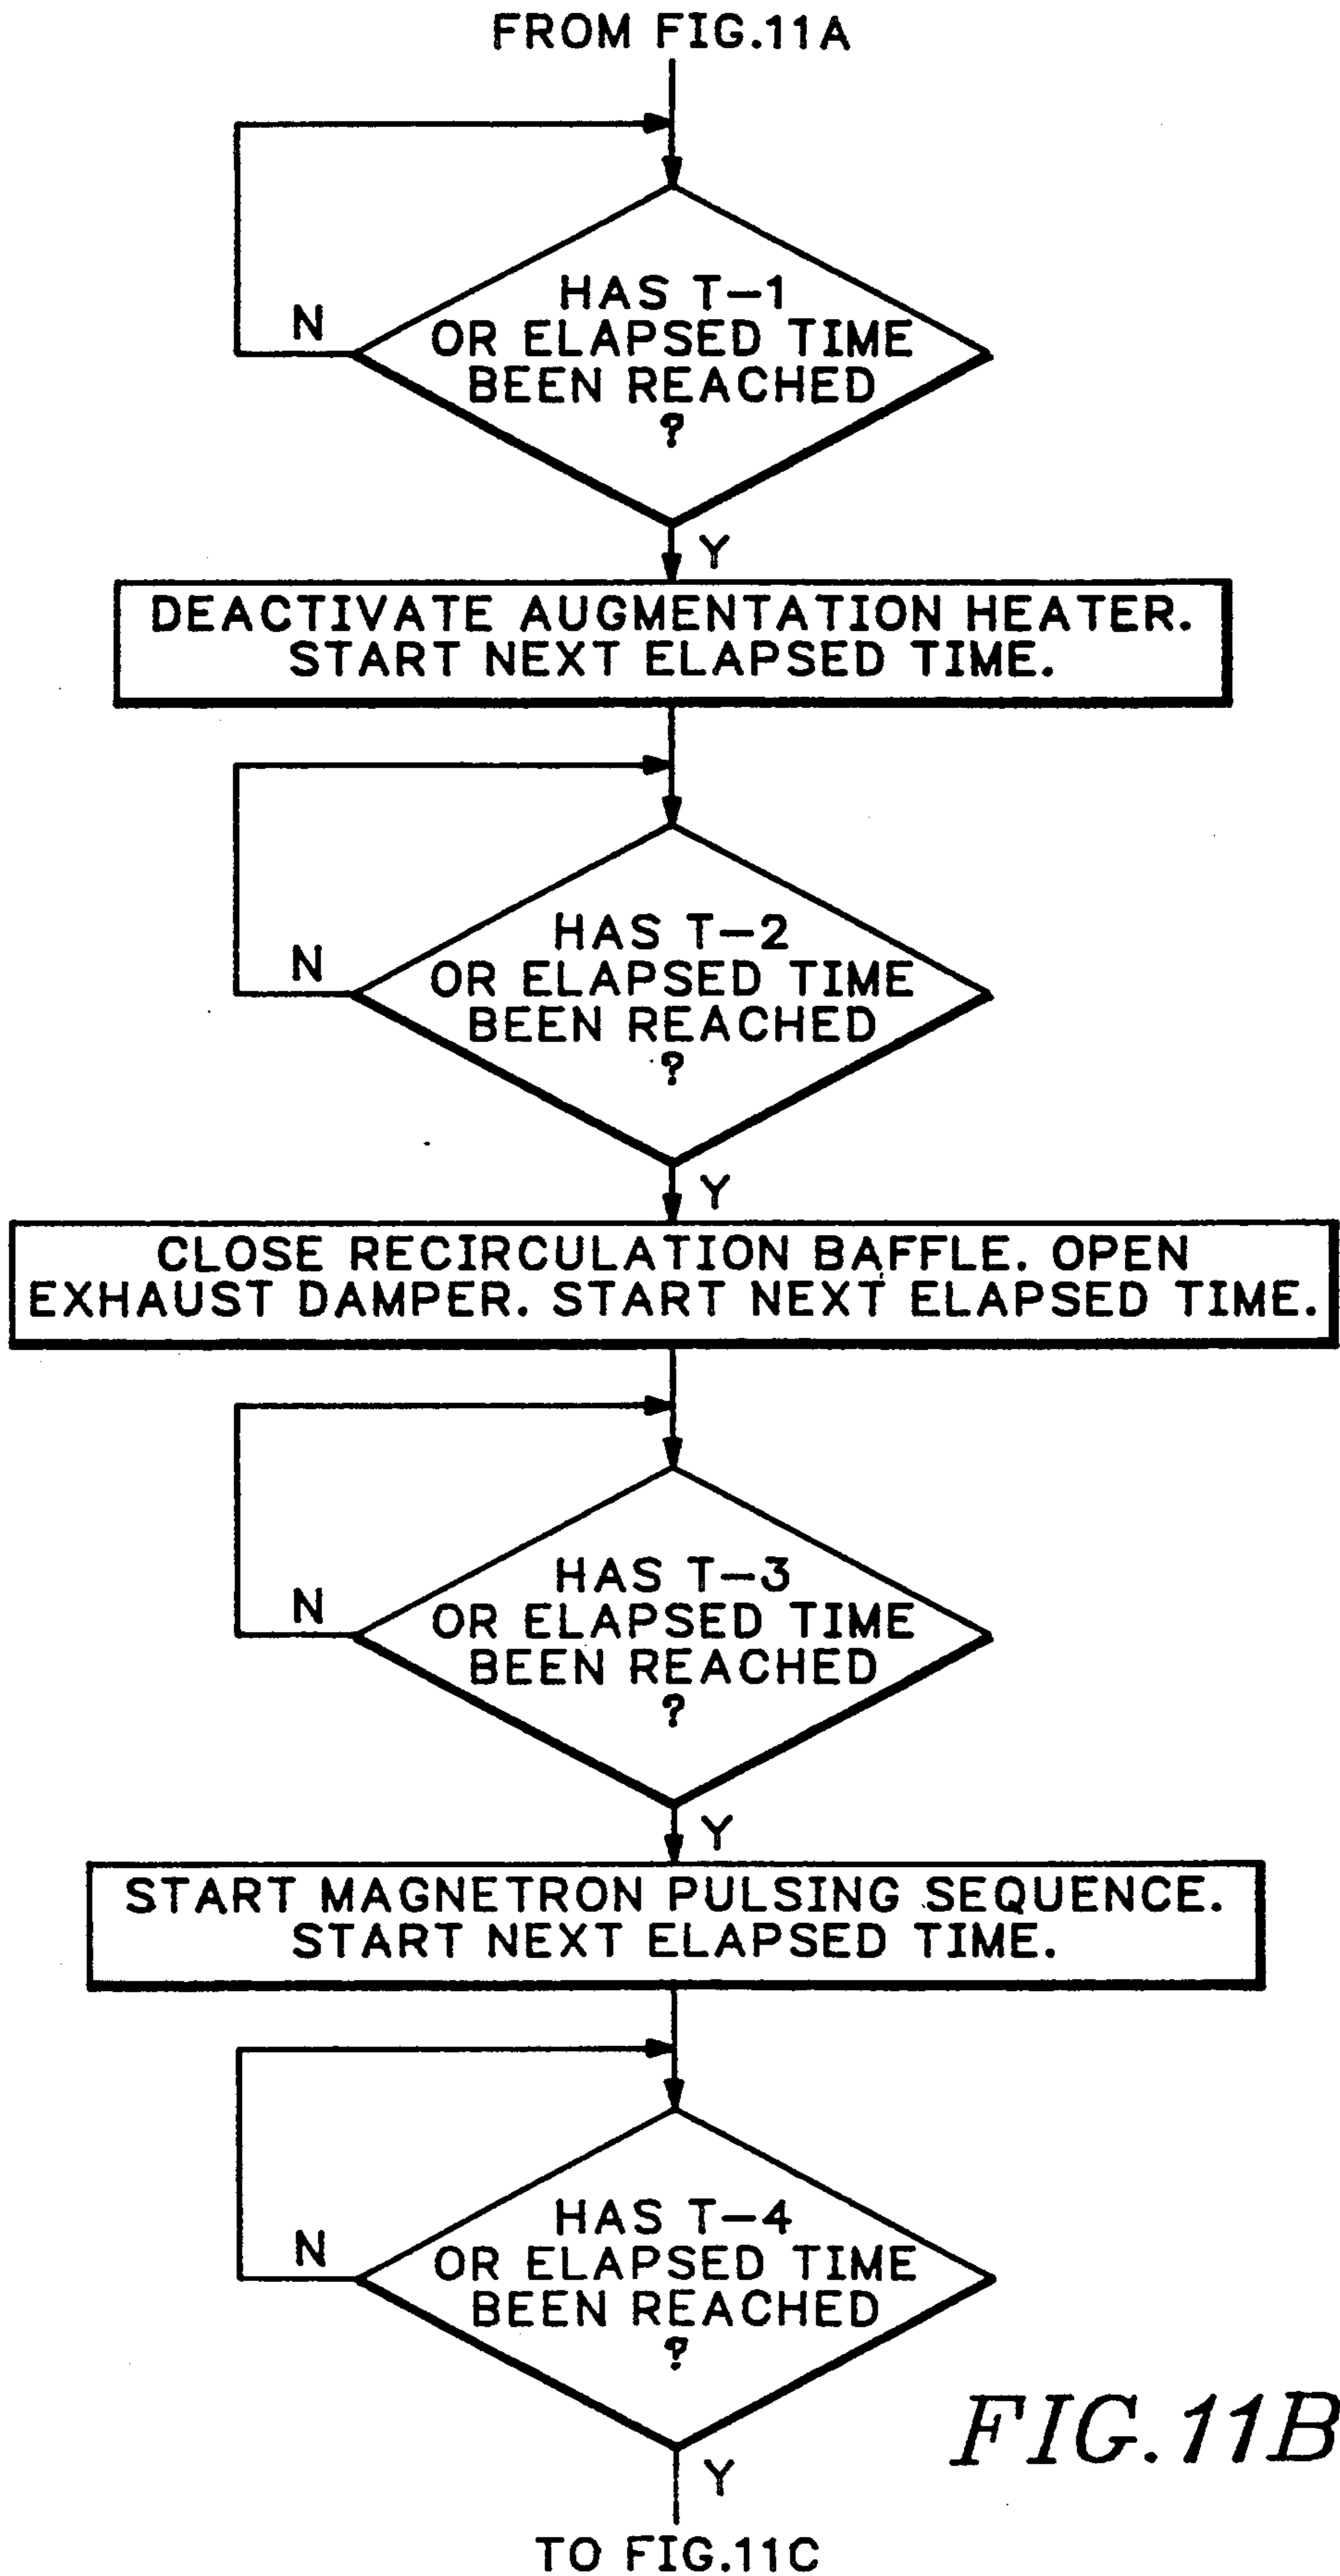 FROM FIG.11A
HAS T-1
OR ELAPSED TIME
BEEN REACHED
?
N
Y
DEACTIVATE AUGMENTATION HEATER.
START NEXT ELAPSED TIME.
HAS T-2
OR ELAPSED TIME
BEEN REACHED
?
N
Y
CLOSE RECIRCULATION BAFFLE. OPEN
EXHAUST DAMPER. START NEXT ELAPSED TIME.
HAS T-3
OR ELAPSED TIME
BEEN REACHED
?
N
Y
START MAGNETRON PULSING SEQUENCE.
START NEXT ELAPSED TIME.
HAS T-4
OR ELAPSED TIME
BEEN REACHED
?
N
Y
FIG.11B
TO FIG.11C